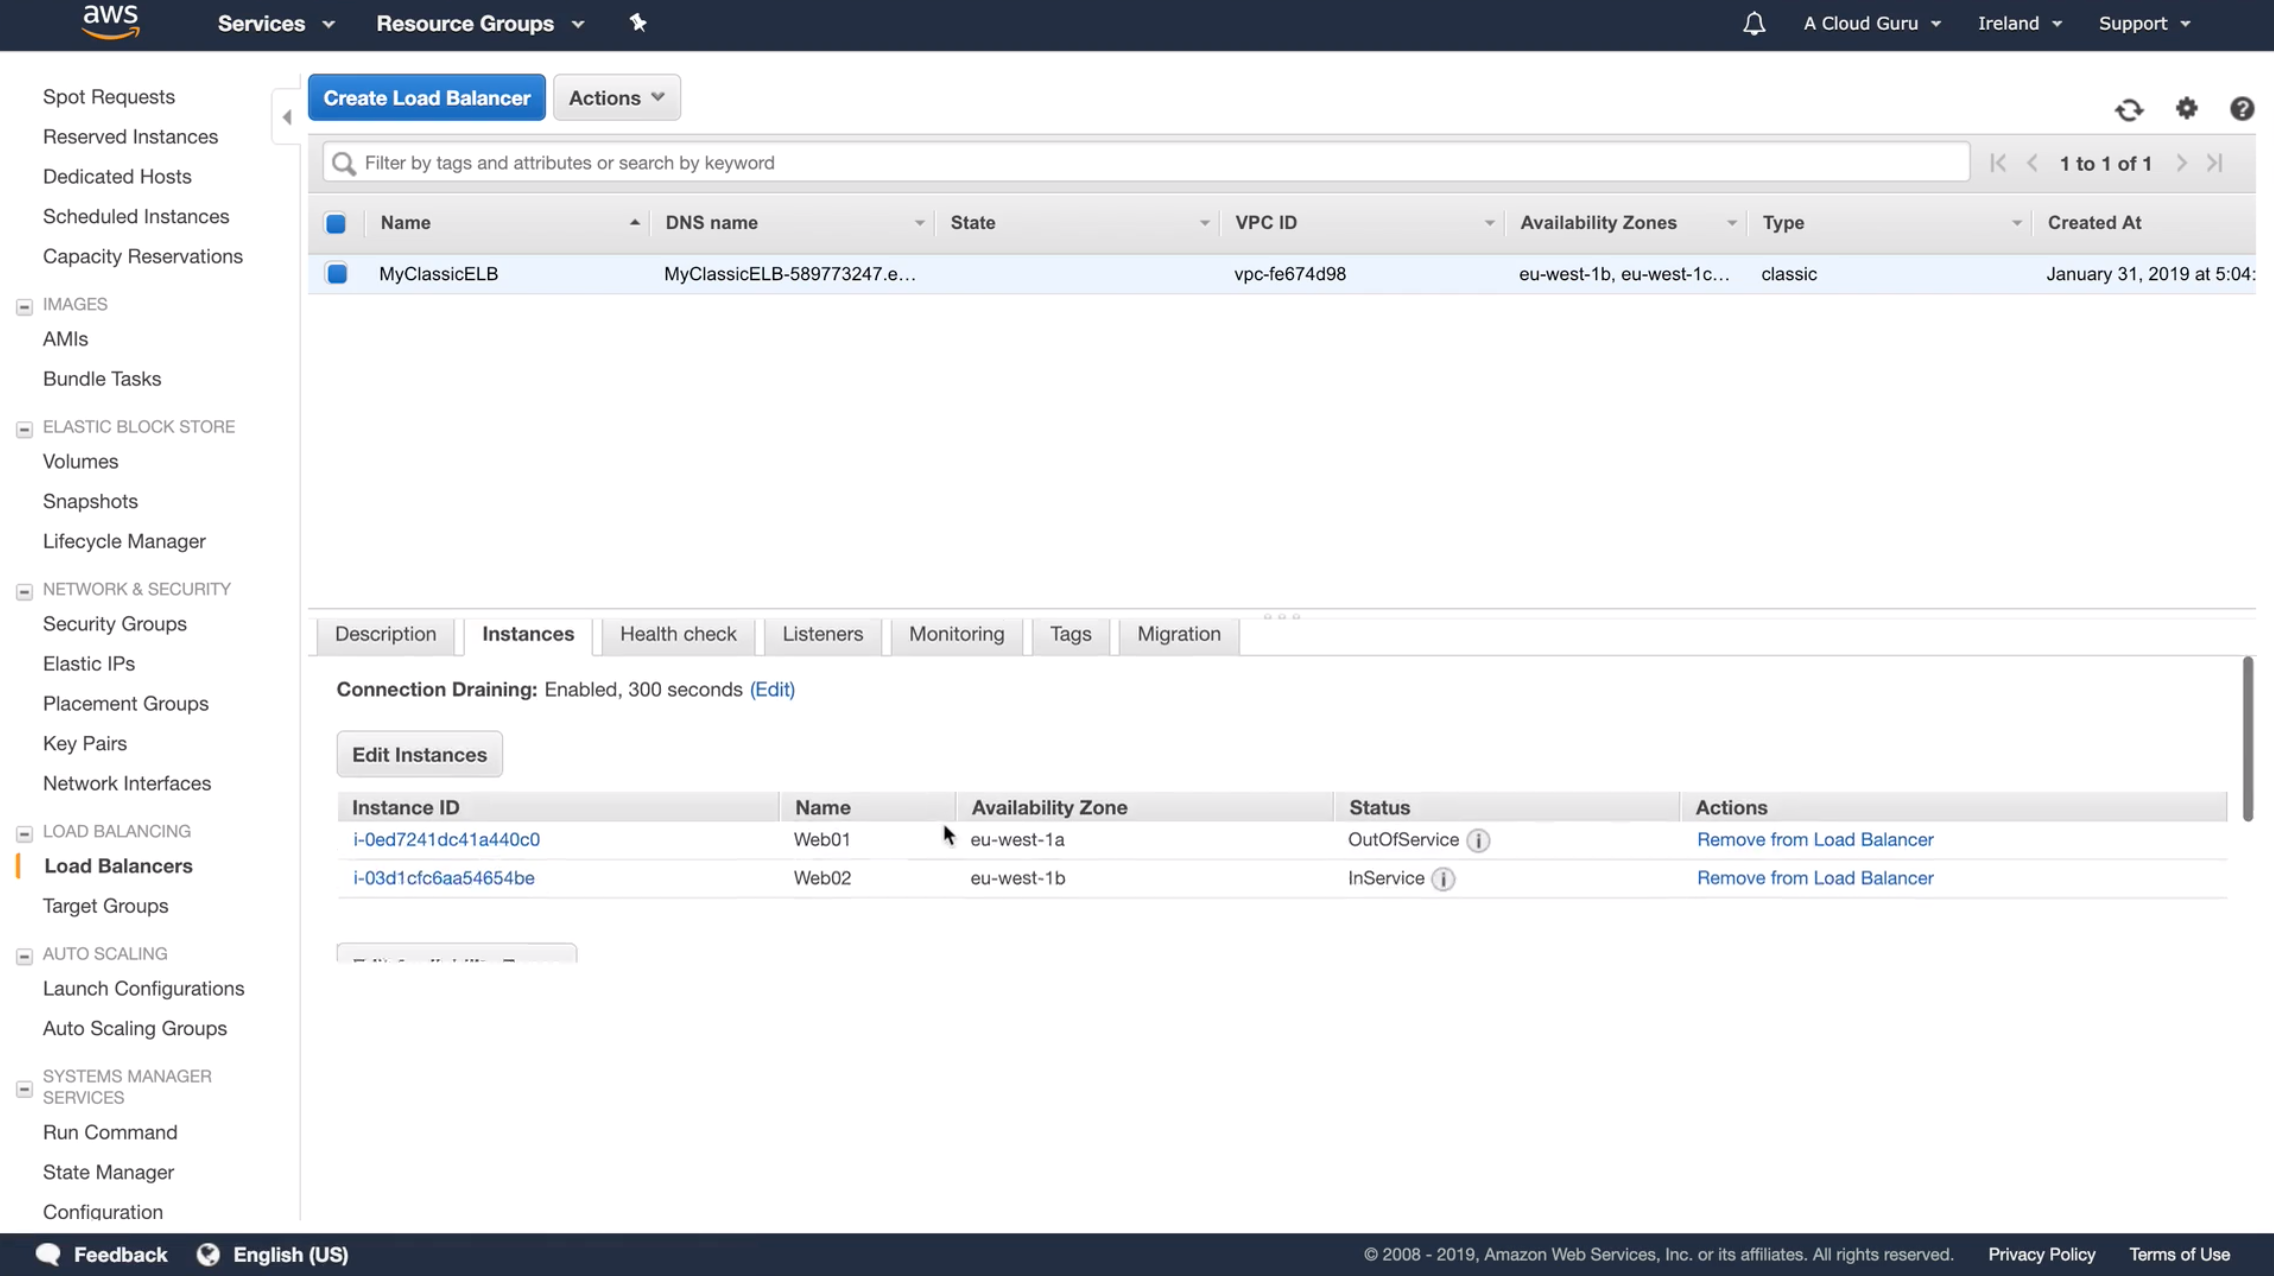 aws Services Resource Groups A Cloud Guru Ireland Support
Spot Requests
Reserved Instances
Dedicated Hosts
Scheduled Instances
Capacity Reservations
IMAGES
AMIs
Bundle Tasks
ELASTIC BLOCK STORE
Volumes
Snapshots
Lifecycle Manager
NETWORK & SECURITY
Security Groups
Elastic IPs
Placement Groups
Key Pairs
Network Interfaces
LOAD BALANCING
Load Balancers
Target Groups
AUTO SCALING
Launch Configurations
Auto Scaling Groups
SYSTEMS MANAGER
SERVICES
Run Command
State Manager
Configuration
Create Load Balancer Actions
Filter by tags and attributes or search by keyword 1 to 1 of 1
Name DNS name State VPC ID Availability Zones Type Created At
MyClassicELB MyClassicELB-589773247.e... vpc-fe674d98 eu-west-1b, eu-west-1c... classic January 31, 2019 at 5:04:
Description Instances Health check Listeners Monitoring Tags Migration
Connection Draining: Enabled, 300 seconds (Edit)
Edit Instances
Instance ID Name Availability Zone Status Actions
i-0ed7241dc41a440c0 Web01 eu-west-1a OutOfService Remove from Load Balancer
i-03d1cfc6aa54654be Web02 eu-west-1b InService Remove from Load Balancer
Feedback English (US) © 2008 - 2019, Amazon Web Services, Inc. or its affiliates. All rights reserved. Privacy Policy Terms of Use